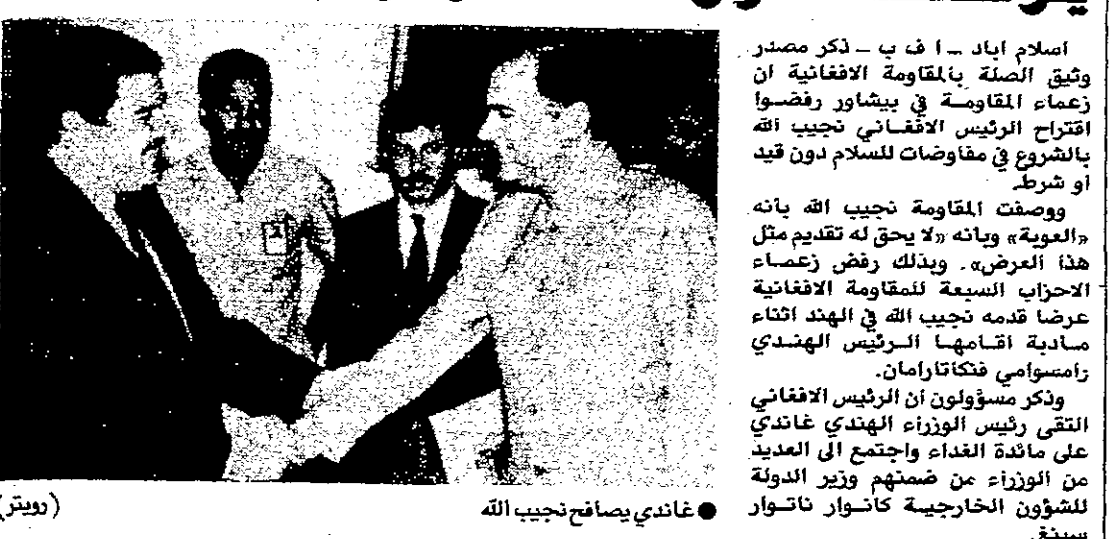 اسلام اباد ـ ا ف ب ـ ذكر مصدر
وثيق الصلة بالمقاومة الافغانية ان
زعماء المقاومة في بيشاور رفضوا
اقتراح الرئيس الافغاني نجيب الله
بالشروع في مفاوضات للسلام دون قيد
او شرط.
ووصفت المقاومة نجيب الله بانه
«العوبة» وبانه «لا يحق له تقديم مثل
هذا العرض». وبذلك رفض زعماء
الاحزاب السبعة للمقاومة الافغانية
عرضا قدمه نجيب الله في الهند اثناء
مادبة اقامها الرئيس الهندي
رامسوامي فنكاتارامان.
وذكر مسؤولون ان الرئيس الافغاني
التقى رئيس الوزراء الهندي غاندي
على مائدة الغداء واجتمع الى العديد
من الوزراء من ضمنهم وزير الدولة
للشؤون الخارجية كانوار ناتوار
سينغ.
● غاندي يصافح نجيب الله
(رويتر)